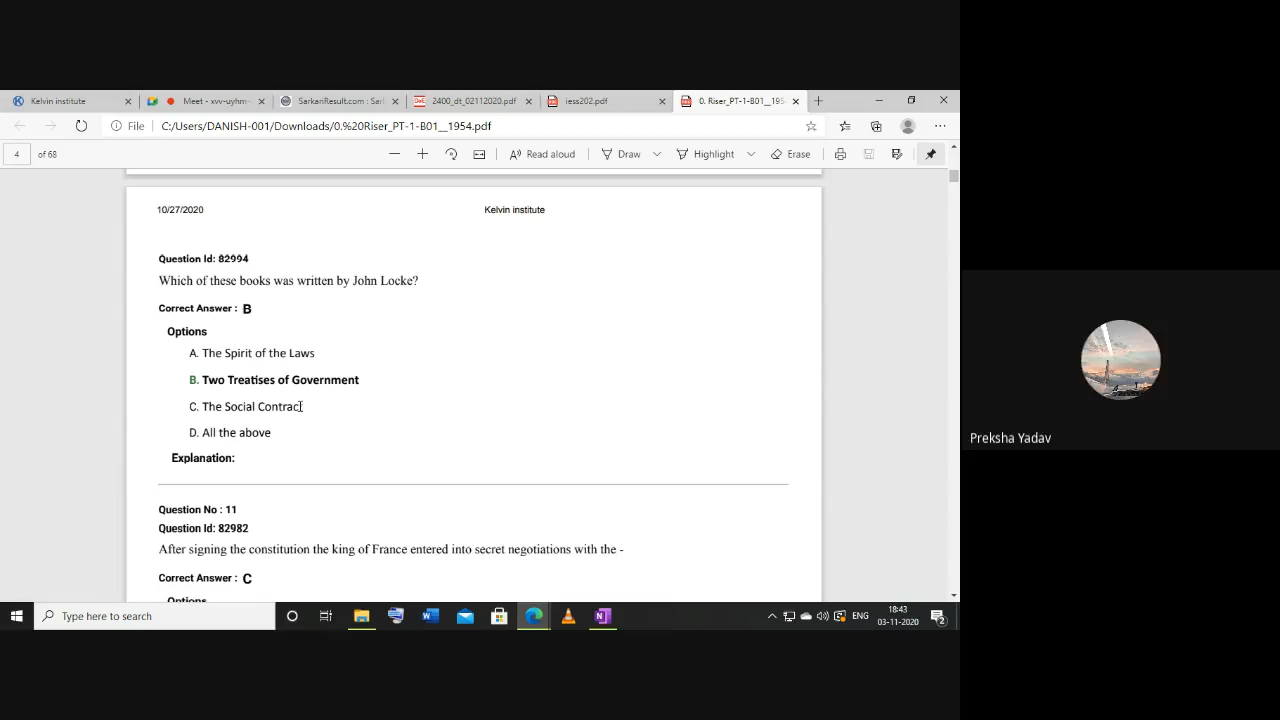 Kelvin institute
Meet - xvv-uyhm-
SarkariResult.com : Sark
2400_dt_02112020.pdf
iess202.pdf
0. Riser_PT-1-B01__1954
File
C:/Users/DANISH-001/Downloads/0.%20Riser_PT-1-B01__1954.pdf
4 of 68
Read aloud
Draw
Highlight
Erase
10/27/2020
Kelvin institute
Question Id: 82994
Which of these books was written by John Locke?
Correct Answer : B
Options
A. The Spirit of the Laws
B. Two Treatises of Government
C. The Social Contrac
D. All the above
Explanation:
Question No : 11
Question Id: 82982
After signing the constitution the king of France entered into secret negotiations with the -
Correct Answer : C
Options
Preksha Yadav
Type here to search
ENG
18:43
03-11-2020
2